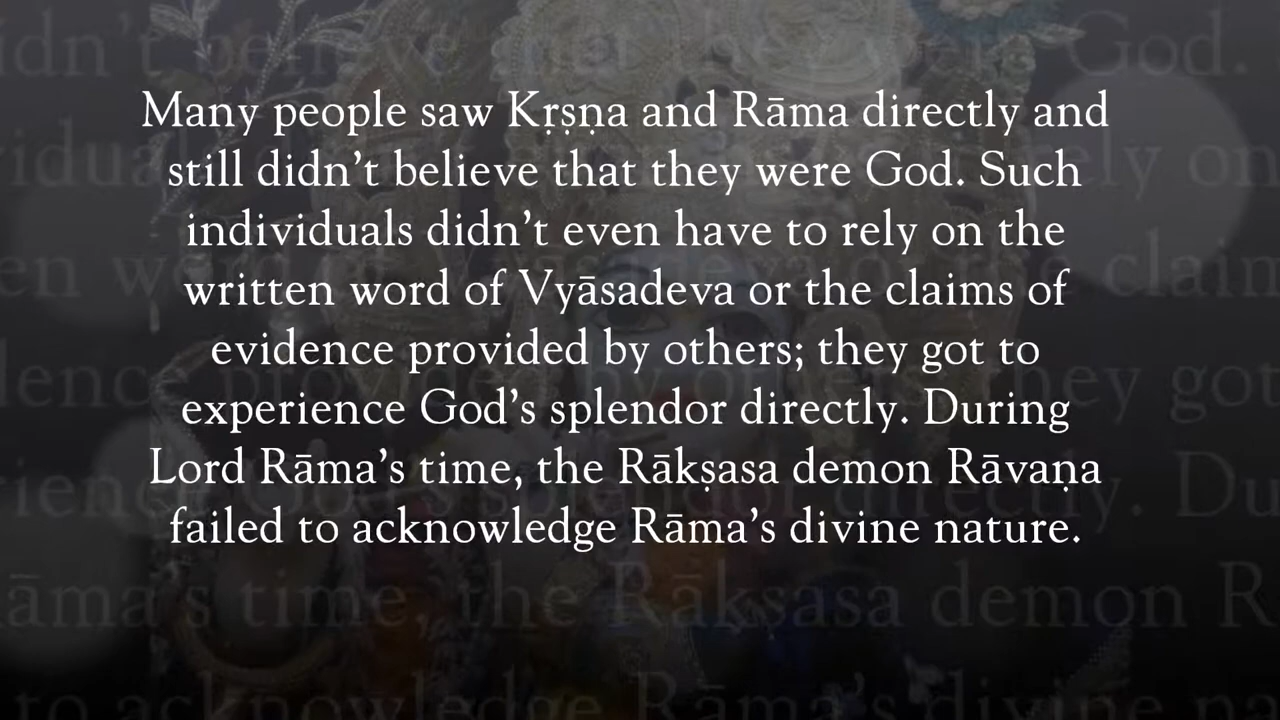 Many people saw Kṛṣṇa and Rāma directly and
still didn’t believe that they were God. Such
individuals didn’t even have to rely on the
written word of Vyāsadeva or the claims of
evidence provided by others; they got to
experience God’s splendor directly. During
Lord Rāma’s time, the Rākṣasa demon Rāvaṇa
failed to acknowledge Rāma’s divine nature.